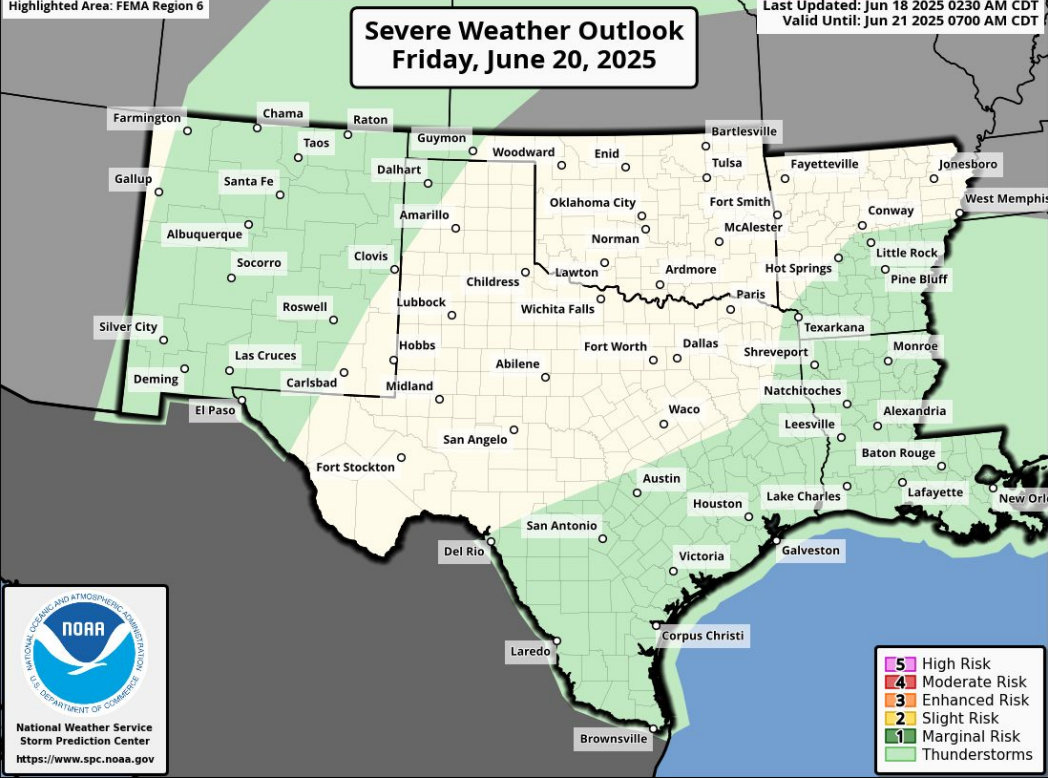 Highlighted Area: FEMA Region 6
Last Updated: Jun 18 2025 0230 AM CDT
Valid Until: Jun 21 2025 0700 AM CDT
Severe Weather Outlook
Friday, June 20, 2025
Farmington
Chama
Raton
Taos
Guymon
Woodward
Enid
Bartlesville
Tulsa
Fayetteville
Jonesboro
Gallup
Santa Fe
Dalhart
West Memphis
Albuquerque
Amarillo
Oklahoma City
Norman
Fort Smith
McAlester
Conway
Little Rock
Socorro
Clovis
Childress
Lawton
Ardmore
Hot Springs
Pine Bluff
Roswell
Lubbock
Wichita Falls
Paris
Texarkana
Silver City
Deming
Las Cruces
Carlsbad
Hobbs
Midland
Abilene
Fort Worth
Dallas
Shreveport
Monroe
El Paso
Waco
Natchitoches
Alexandria
Leesville
San Angelo
Fort Stockton
Baton Rouge
Austin
Houston
Lake Charles
Lafayette
New Orl
Del Rio
San Antonio
Galveston
Victoria
Laredo
Corpus Christi
Brownsville
NATIONAL OCEANIC AND ATMOSPHERIC ADMINISTRATION
NOAA
U.S. DEPARTMENT OF COMMERCE
National Weather Service
Storm Prediction Center
https://www.spc.noaa.gov
5 High Risk
4 Moderate Risk
3 Enhanced Risk
2 Slight Risk
1 Marginal Risk
Thunderstorms